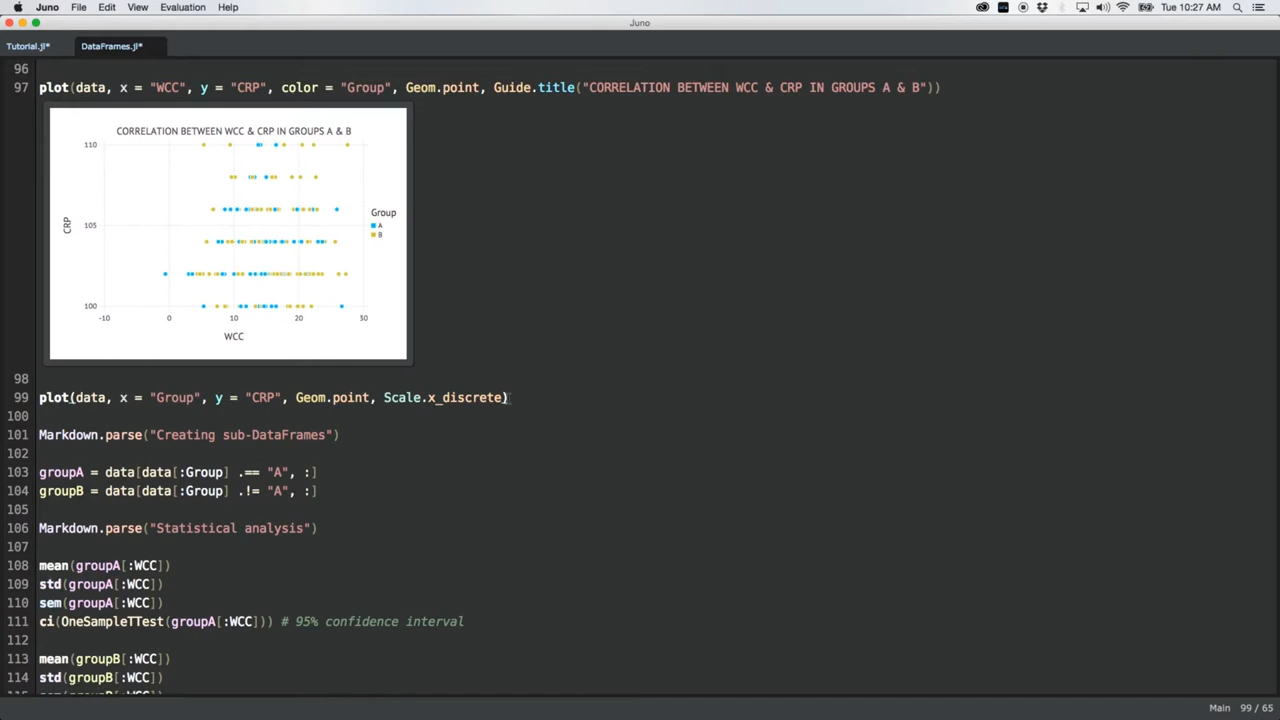 Juno File Edit View Evaluation Help Tue 10:27 AM
Juno
Tutorial.jl* DataFrames.jl*
96
97 plot(data, x = "WCC", y = "CRP", color = "Group", Geom.point, Guide.title("CORRELATION BETWEEN WCC & CRP IN GROUPS A & B"))
CORRELATION BETWEEN WCC & CRP IN GROUPS A & B
110
105
100
CRP
Group
A
B
-10 0 10 20 30
WCC
98
99 plot(data, x = "Group", y = "CRP", Geom.point, Scale.x_discrete)
100
101 Markdown.parse("Creating sub-DataFrames")
102
103 groupA = data[data[:Group] .== "A", :]
104 groupB = data[data[:Group] .!= "A", :]
105
106 Markdown.parse("Statistical analysis")
107
108 mean(groupA[:WCC])
109 std(groupA[:WCC])
110 sem(groupA[:WCC])
111 ci(OneSampleTTest(groupA[:WCC])) # 95% confidence interval
112
113 mean(groupB[:WCC])
114 std(groupB[:WCC])
Main 99 / 65